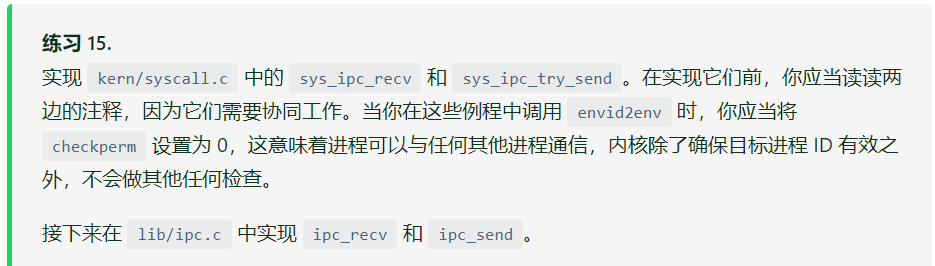 练习 15.
实现 kern/syscall.c 中的 sys_ipc_recv 和 sys_ipc_try_send。在实现它们前，你应当读读两
边的注释，因为它们需要协同工作。当你在这些例程中调用 envid2env 时，你应当将
checkperm 设置为 0，这意味着进程可以与任何其他进程通信，内核除了确保目标进程 ID 有效之
外，不会做其他任何检查。
接下来在 lib/ipc.c 中实现 ipc_recv 和 ipc_send。